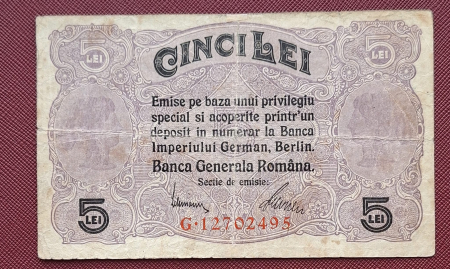 5 LEI CINCI LEI 5 LEI
Emise pe baza unui privilegiu
special si acoperite printr'un
deposit in numerar la Banca
Imperiului German, Berlin.
Banca Generala Română.
Sectie de emisie:
5 LEI 5 LEI
G·12702495